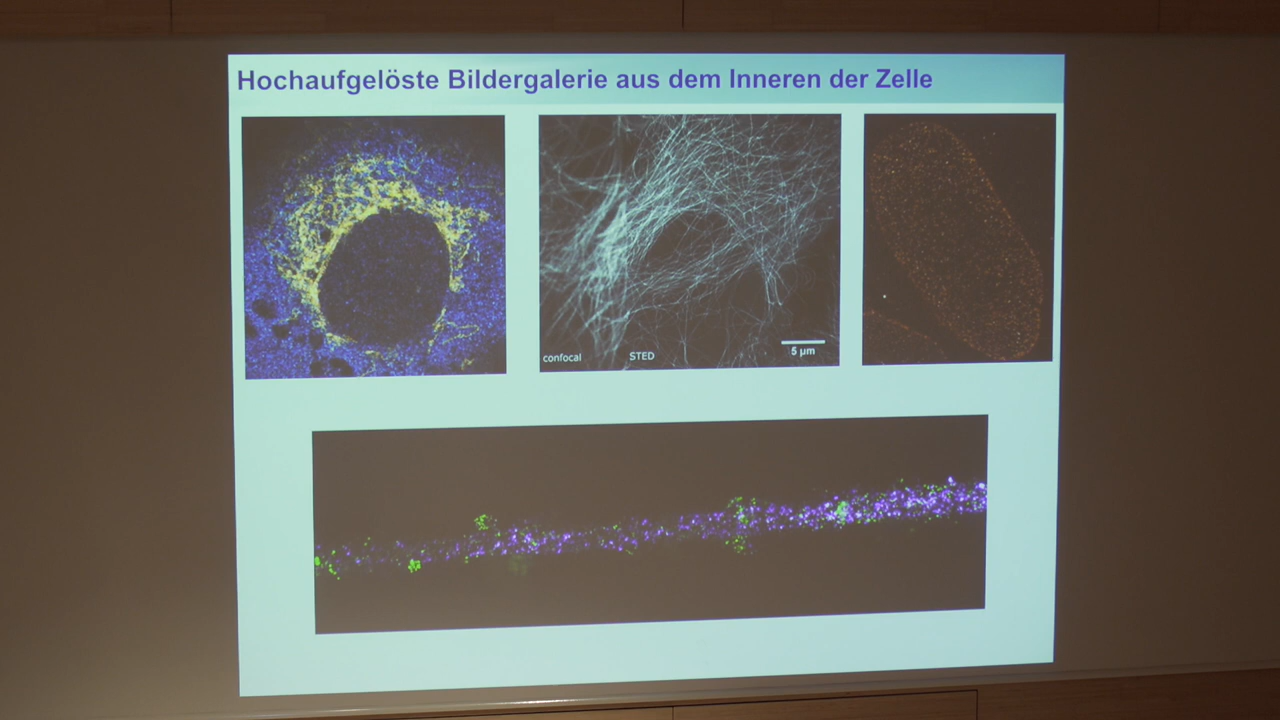 Hochaufgelöste Bildergalerie aus dem Inneren der Zelle
confocal
STED
5 µm